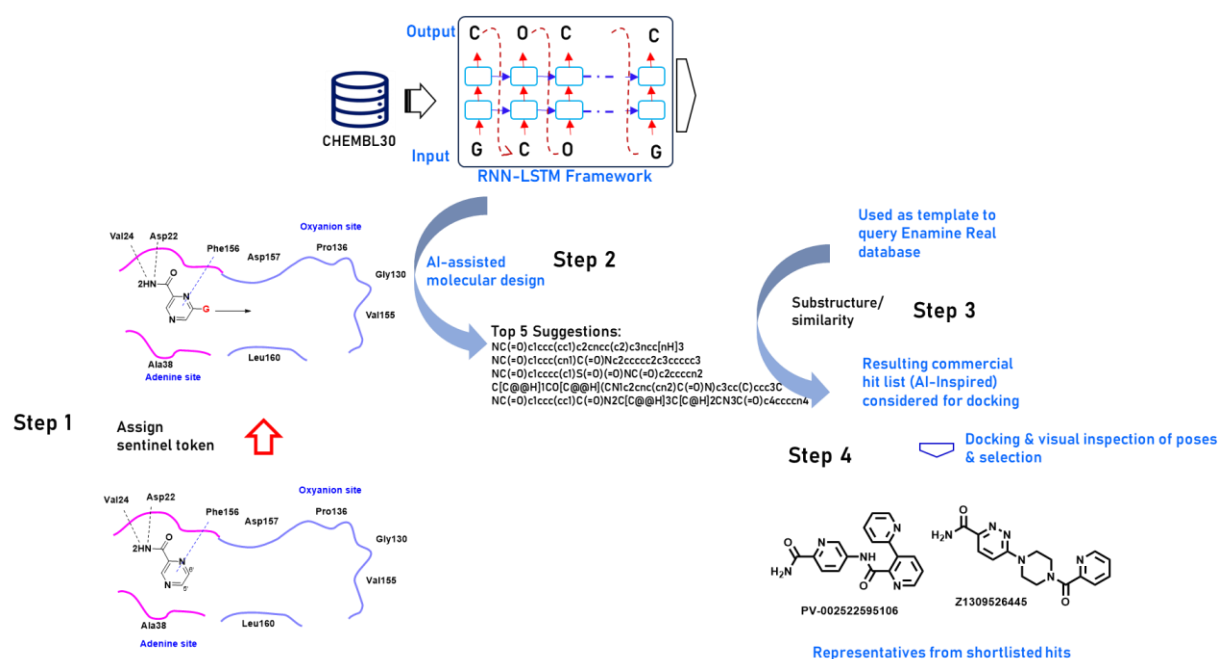 Output
C O C C
CHEMBL30
Input
G C O G
RNN-LSTM Framework
Val24
Asp22
Phe156
Asp157
Oxyanion site
Pro136
Gly130
Val155
Leu160
Ala38
Adenine site
2HN
O
N
N
G
AI-assisted
molecular design
Step 2
Top 5 Suggestions:
NC(=O)c1ccc(cc1)c2cncc(c2)c3ncc[nH]3
NC(=O)c1ccc(cn1)C(=O)Nc2ccccc2c3ccccc3
NC(=O)c1cccc(c1)S(=O)(=O)NC(=O)c2ccccn2
C[C@@H]1CO[C@@H](CN1c2cnc(cn2)C(=O)N)c3cc(C)ccc3C
NC(=O)c1ccc(cc1)C(=O)N2C[C@@H]3C[C@H]2CN3C(=O)c4ccccn4
Used as template to
query Enamine Real
database
Substructure/
similarity
Step 3
Resulting commercial
hit list (AI-Inspired)
considered for docking
Step 1
Assign
sentinel token
Step 4
Docking & visual inspection of poses
& selection
Val24
Asp22
Phe156
Asp157
Oxyanion site
Pro136
Gly130
Val155
Leu160
Ala38
Adenine site
2HN
O
N
6'
N
5'
O
H2N
N
NH
O
N
N
PV-002522595106
O
H2N
N
N
N
N
O
N
Z1309526445
Representatives from shortlisted hits